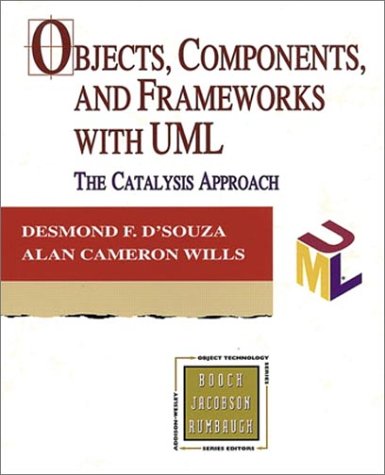 OBJECTS, COMPONENTS,
AND FRAMEWORKS
WITH UML
THE CATALYSIS APPROACH
DESMOND F. D'SOUZA
ALAN CAMERON WILLS
UML
ADDISON-WESLEY
OBJECT TECHNOLOGY
SERIES
BOOCH
JACOBSON
RUMBAUGH
SERIES EDITORS